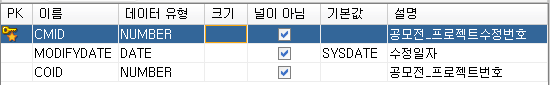 PK 이름 데이터 유형 크기 널이 아님 기본값 설명
CMID NUMBER 공모전_프로젝트수정번호
MODIFYDATE DATE SYSDATE 수정일자
COID NUMBER 공모전_프로젝트번호